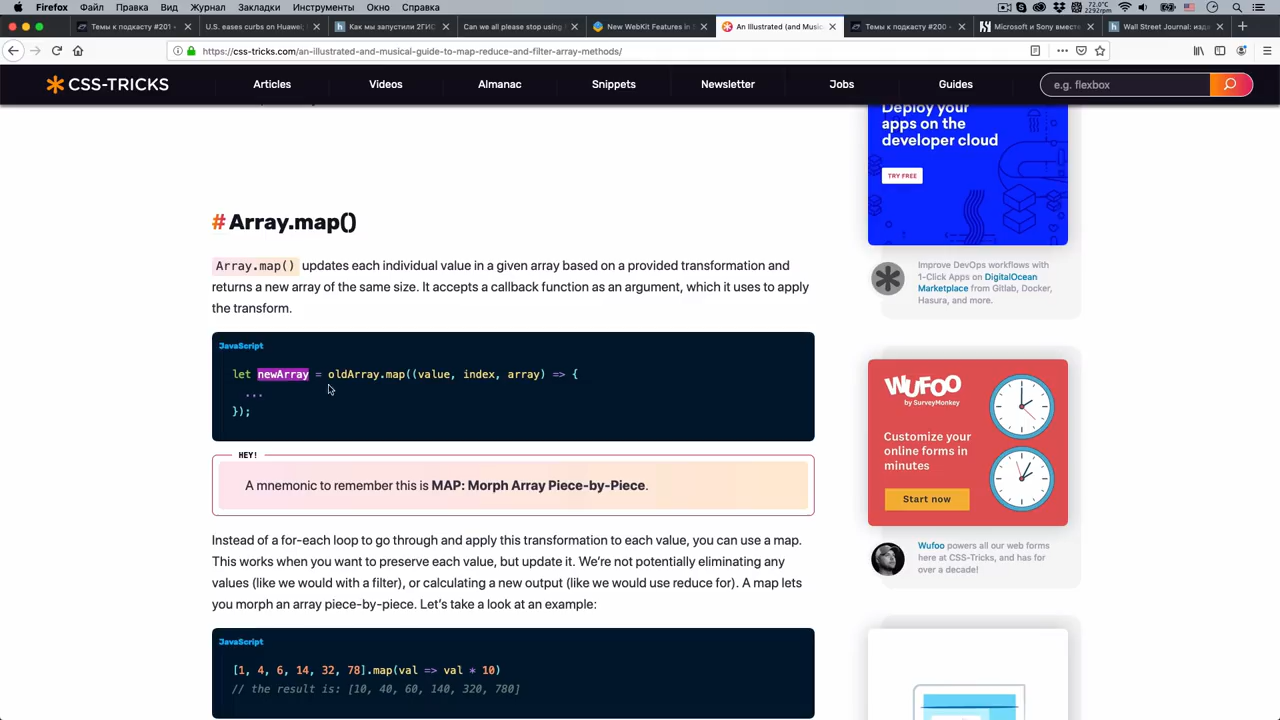 Firefox Файл Правка Вид Журнал Закладки Инструменты Окно Справка
72.0°C
2292rpm
Темы к подкасту #201
U.S. eases curbs on Huawei;
Как мы запустили 2ГИС
Can we all please stop using
New WebKit Features in S
An Illustrated (and Music
Темы к подкасту #200
Microsoft и Sony вместе
Wall Street Journal: изд
https://css-tricks.com/an-illustrated-and-musical-guide-to-map-reduce-and-filter-array-methods/
CSS-TRICKS
Articles
Videos
Almanac
Snippets
Newsletter
Jobs
Guides
e.g. flexbox
Deploy your
apps on the
developer cloud
TRY FREE
Improve DevOps workflows with
1-Click Apps on DigitalOcean
Marketplace from Gitlab, Docker,
Hasura, and more.
# Array.map()
Array.map() updates each individual value in a given array based on a provided transformation and
returns a new array of the same size. It accepts a callback function as an argument, which it uses to apply
the transform.
JavaScript
let newArray = oldArray.map((value, index, array) => {
...
});
HEY!
A mnemonic to remember this is MAP: Morph Array Piece-by-Piece.
WUFOO
by SurveyMonkey
Customize your
online forms in
minutes
Start now
Wufoo powers all our web forms
here at CSS-Tricks, and has for
over a decade!
Instead of a for-each loop to go through and apply this transformation to each value, you can use a map.
This works when you want to preserve each value, but update it. We're not potentially eliminating any
values (like we would with a filter), or calculating a new output (like we would use reduce for). A map lets
you morph an array piece-by-piece. Let's take a look at an example:
JavaScript
[1, 4, 6, 14, 32, 78].map(val => val * 10)
// the result is: [10, 40, 60, 140, 320, 780]